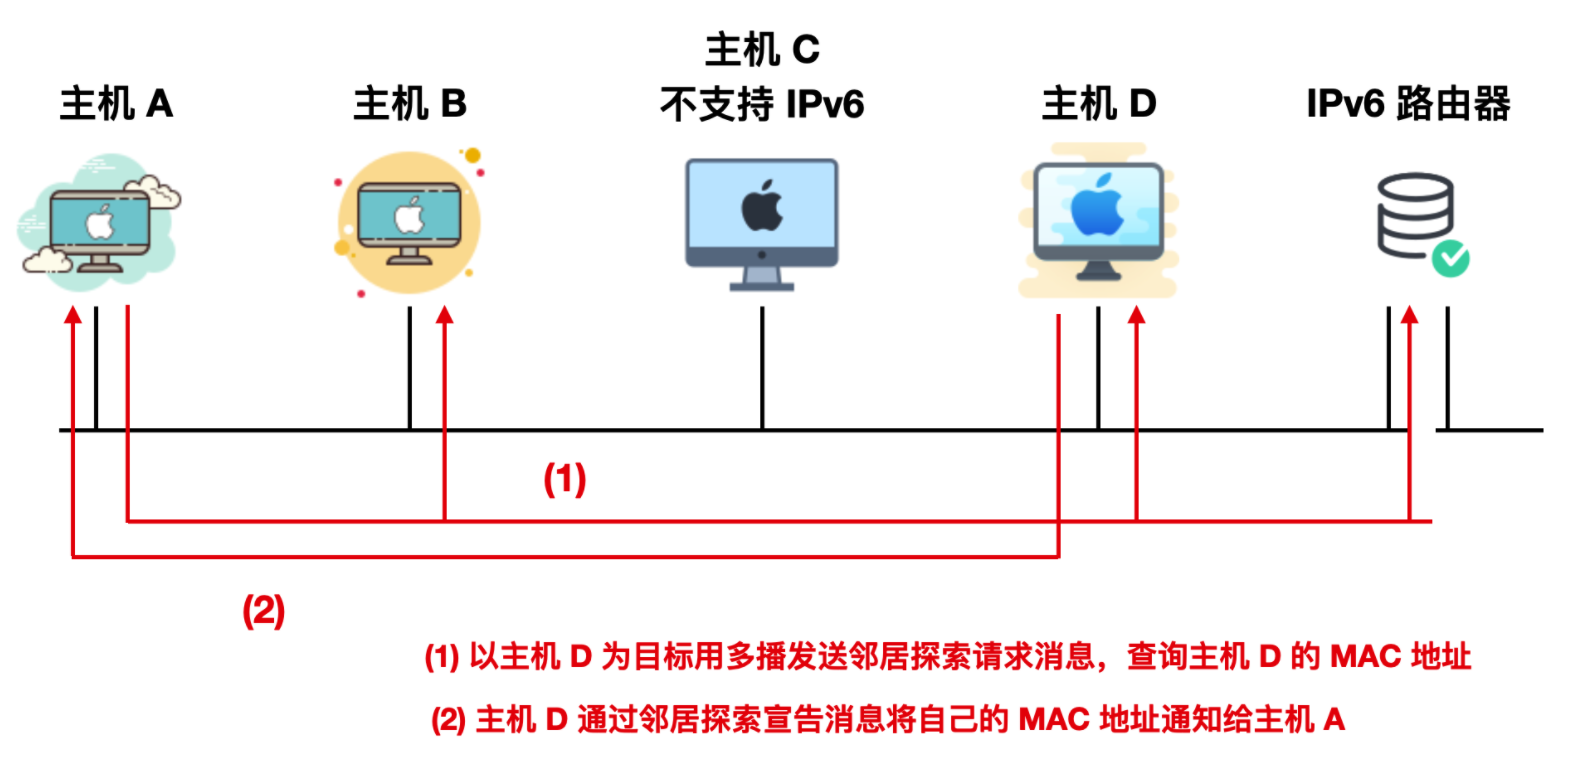 主机 C
主机 A
主机 B
不支持 IPv6
主机 D
IPv6 路由器
(1)
(2)
(1) 以主机 D 为目标用多播发送邻居探索请求消息，查询主机 D 的 MAC 地址
(2) 主机 D 通过邻居探索宣告消息将自己的 MAC 地址通知给主机 A